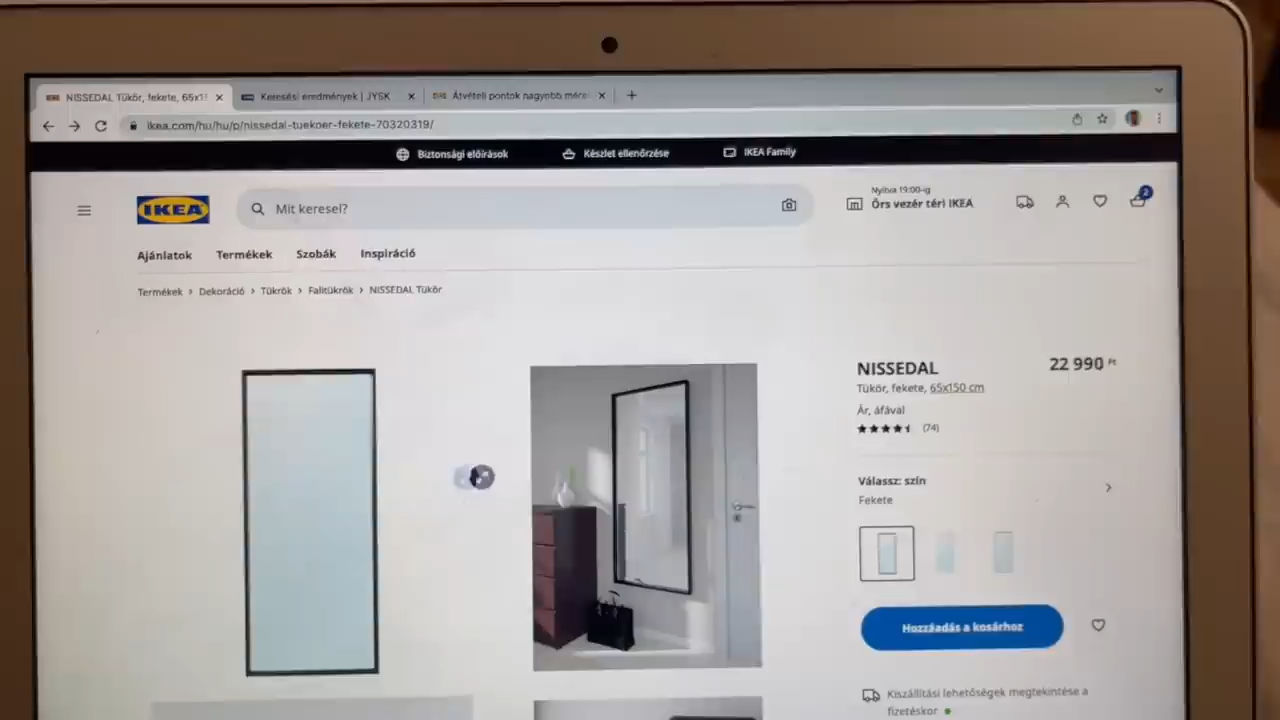 NISSEDAL Tükör, fekete, 65x15
Keresési eredmények | JYSK
Átvételi pontok nagyobb mére
ikea.com/hu/hu/p/nissedal-tuekoer-fekete-70320319/
Biztonsági előírások
Készlet ellenőrzése
IKEA Family
IKEA
Mit keresel?
Nyitva 19:00-ig
Örs vezér téri IKEA
2
Ajánlatok Termékek Szobák Inspiráció
Termékek > Dekoráció > Tükrök > Falitükrök > NISSEDAL Tükör
NISSEDAL 22 990 Ft
Tükör, fekete, 65x150 cm
Ár, áfával
(74)
Válassz: szín
Fekete
Hozzáadás a kosárhoz
Kiszállítási lehetőségek megtekintése a
fizetéskor